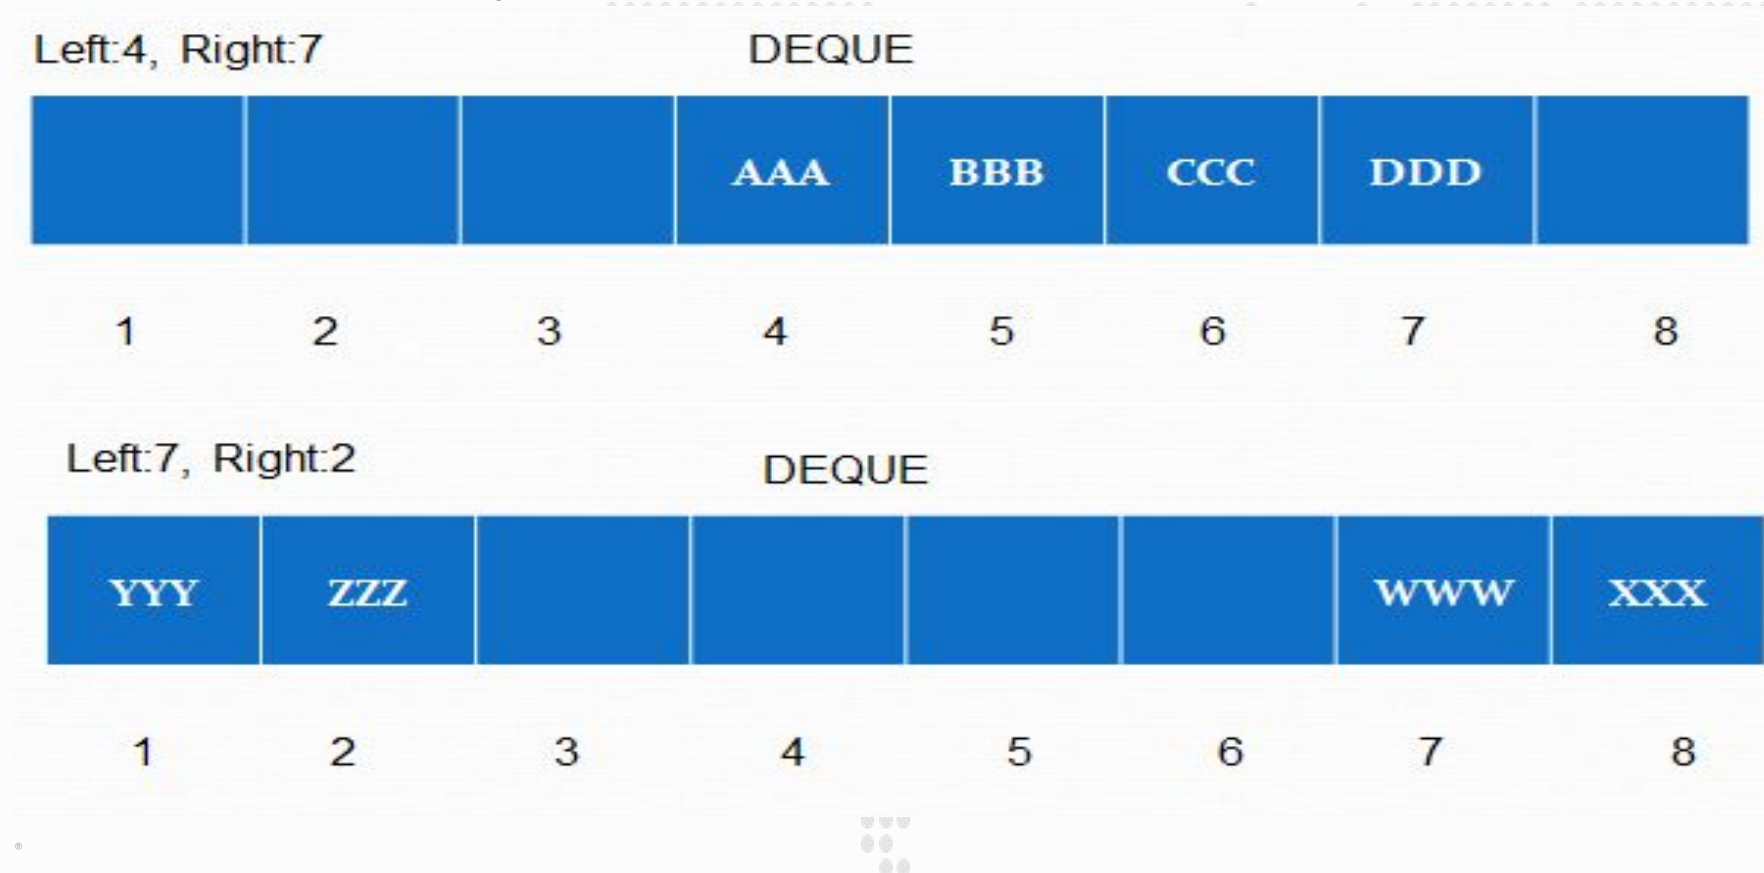 Left:4, Right:7 DEQUE
AAA BBB CCC DDD
1 2 3 4 5 6 7 8
Left:7, Right:2 DEQUE
YYY ZZZ WWW XXX
1 2 3 4 5 6 7 8
®